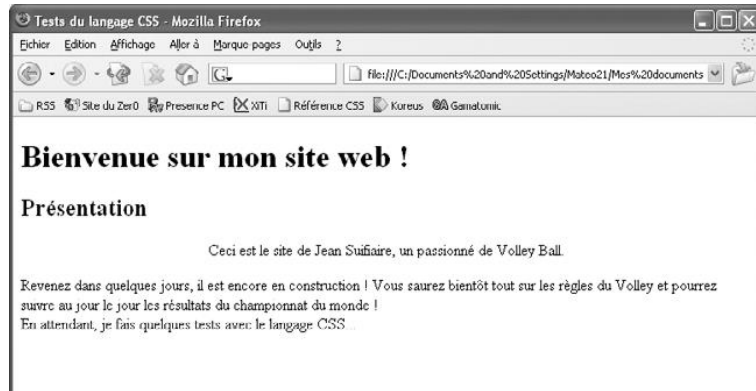 Tests du langage CSS - Mozilla Firefox
Fichier Edition Affichage Aller à Marque-pages Outils ?
G file:///C:/Documents%20and%20Settings/Mateo21/Mes%20documents
RSS Site du Zer0 Presence PC XiTi Référence CSS Koreus Gamatomic
Bienvenue sur mon site web !
Présentation
Ceci est le site de Jean Suifiaire, un passionné de Volley Ball.
Revenez dans quelques jours, il est encore en construction ! Vous saurez bientôt tout sur les règles du Volley et pourrez
suivre au jour le jour les résultats du championnat du monde !
En attendant, je fais quelques tests avec le langage CSS...